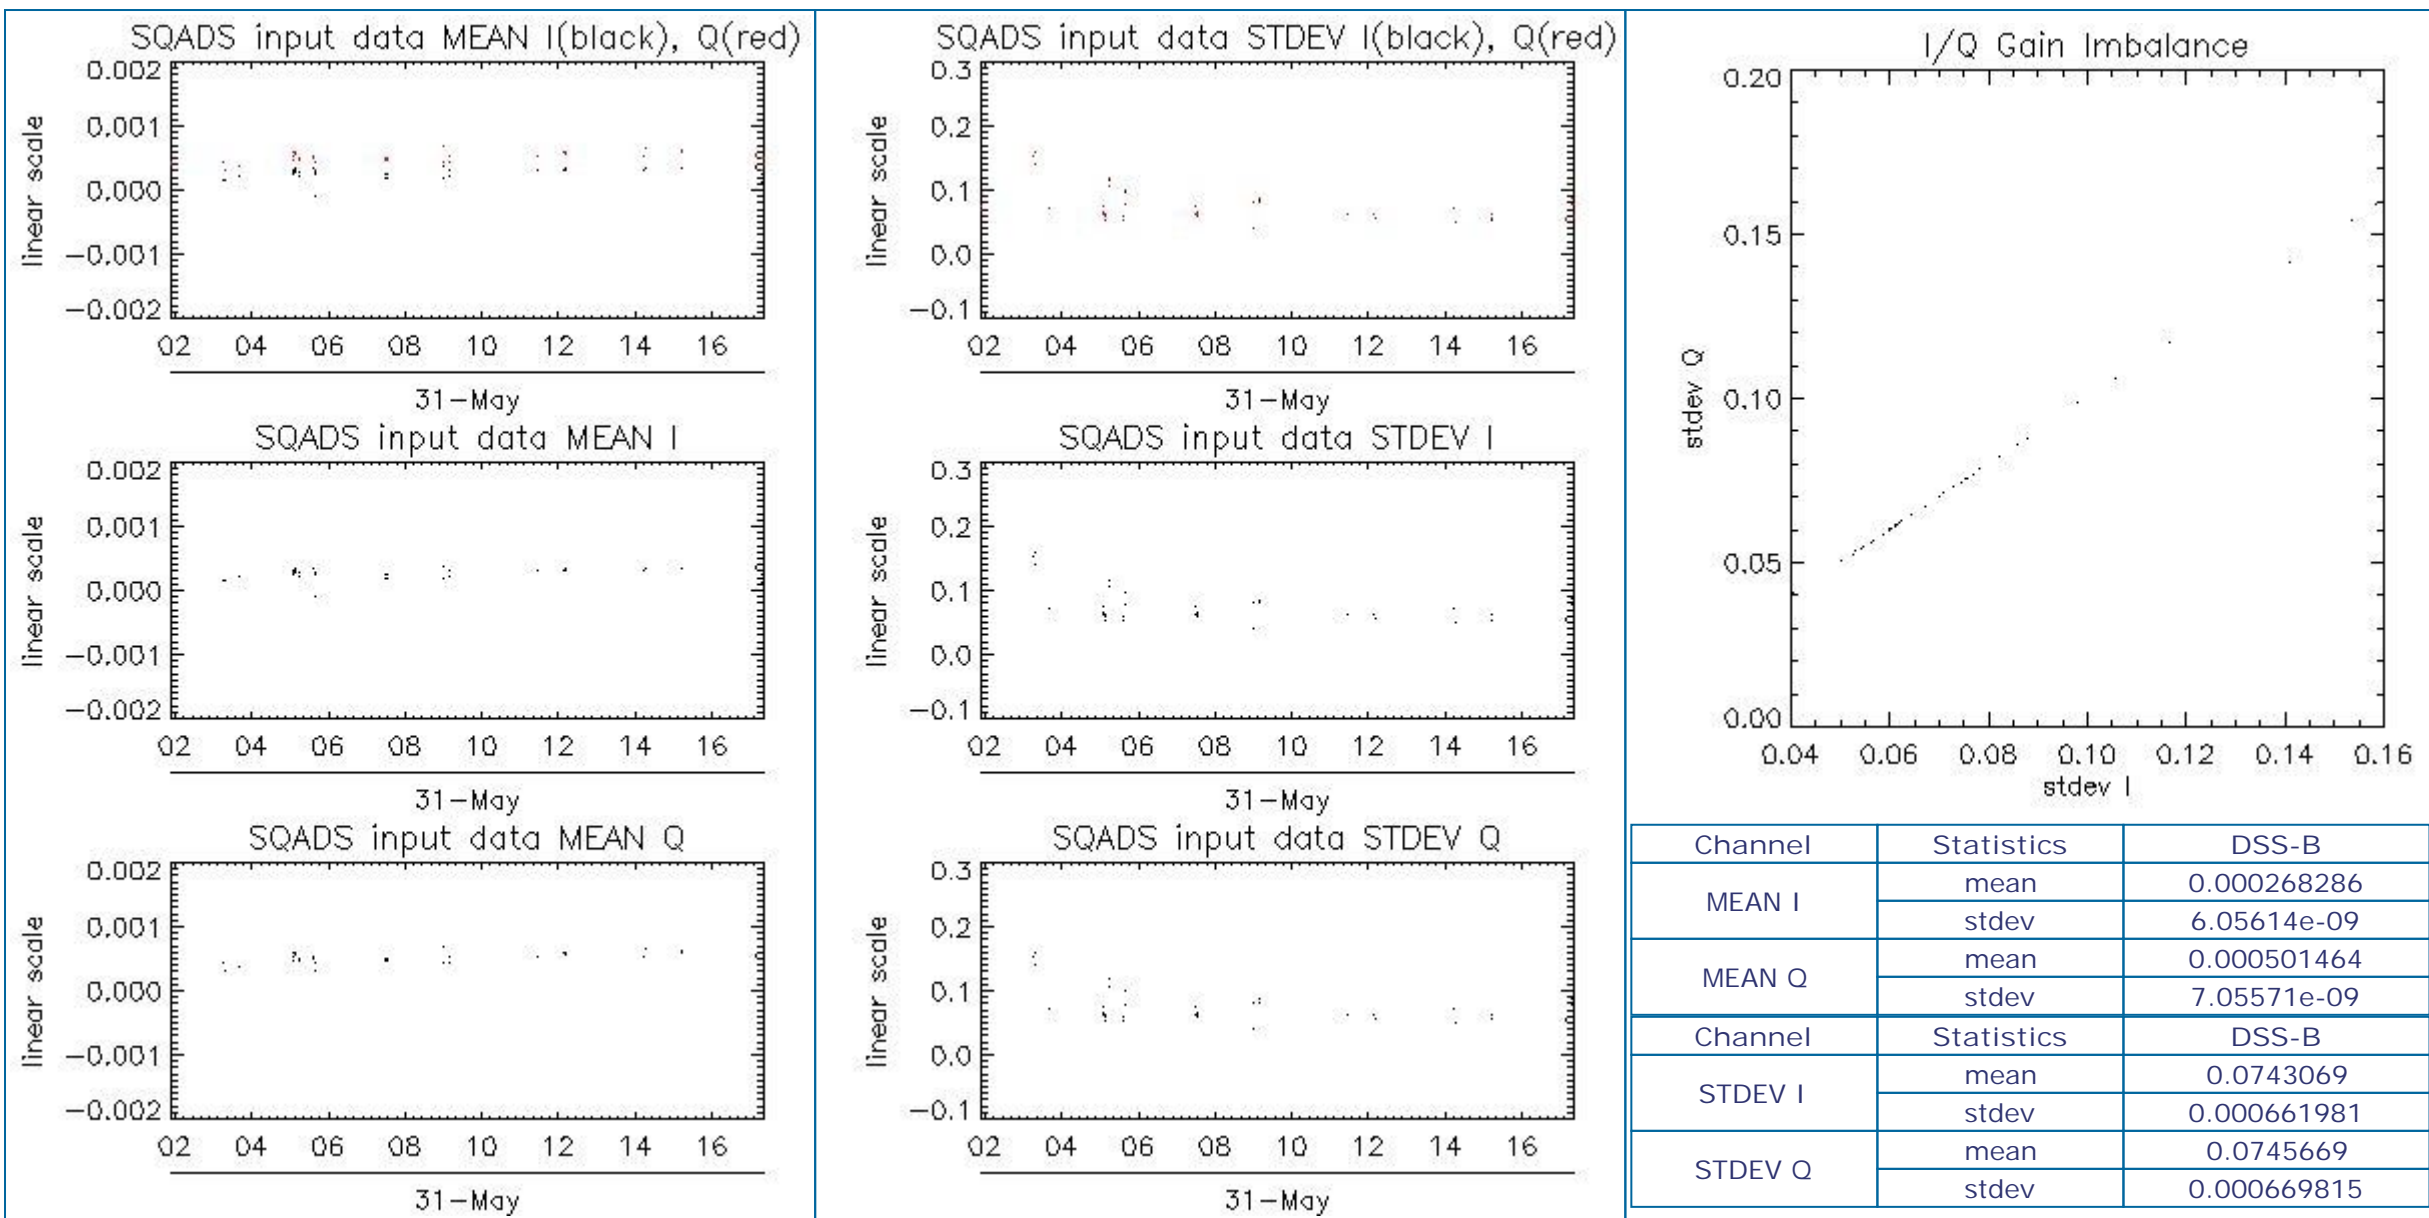 SQADS input data MEAN I(black), Q(red)
linear scale
0.002
0.001
0.000
-0.001
-0.002
02 04 06 08 10 12 14 16
31-May
SQADS input data MEAN I
linear scale
0.002
0.001
0.000
-0.001
-0.002
02 04 06 08 10 12 14 16
31-May
SQADS input data MEAN Q
linear scale
0.002
0.001
0.000
-0.001
-0.002
02 04 06 08 10 12 14 16
31-May
SQADS input data STDEV I(black), Q(red)
linear scale
0.3
0.2
0.1
0.0
-0.1
02 04 06 08 10 12 14 16
31-May
SQADS input data STDEV I
linear scale
0.3
0.2
0.1
0.0
-0.1
02 04 06 08 10 12 14 16
31-May
SQADS input data STDEV Q
linear scale
0.3
0.2
0.1
0.0
-0.1
02 04 06 08 10 12 14 16
31-May
I/Q Gain Imbalance
stdev Q
0.20
0.15
0.10
0.05
0.00
0.04 0.06 0.08 0.10 0.12 0.14 0.16
stdev I
Channel Statistics DSS-B
MEAN I
mean 0.000268286
stdev 6.05614e-09
MEAN Q
mean 0.000501464
stdev 7.05571e-09
Channel Statistics DSS-B
STDEV I
mean 0.0743069
stdev 0.000661981
STDEV Q
mean 0.0745669
stdev 0.000669815